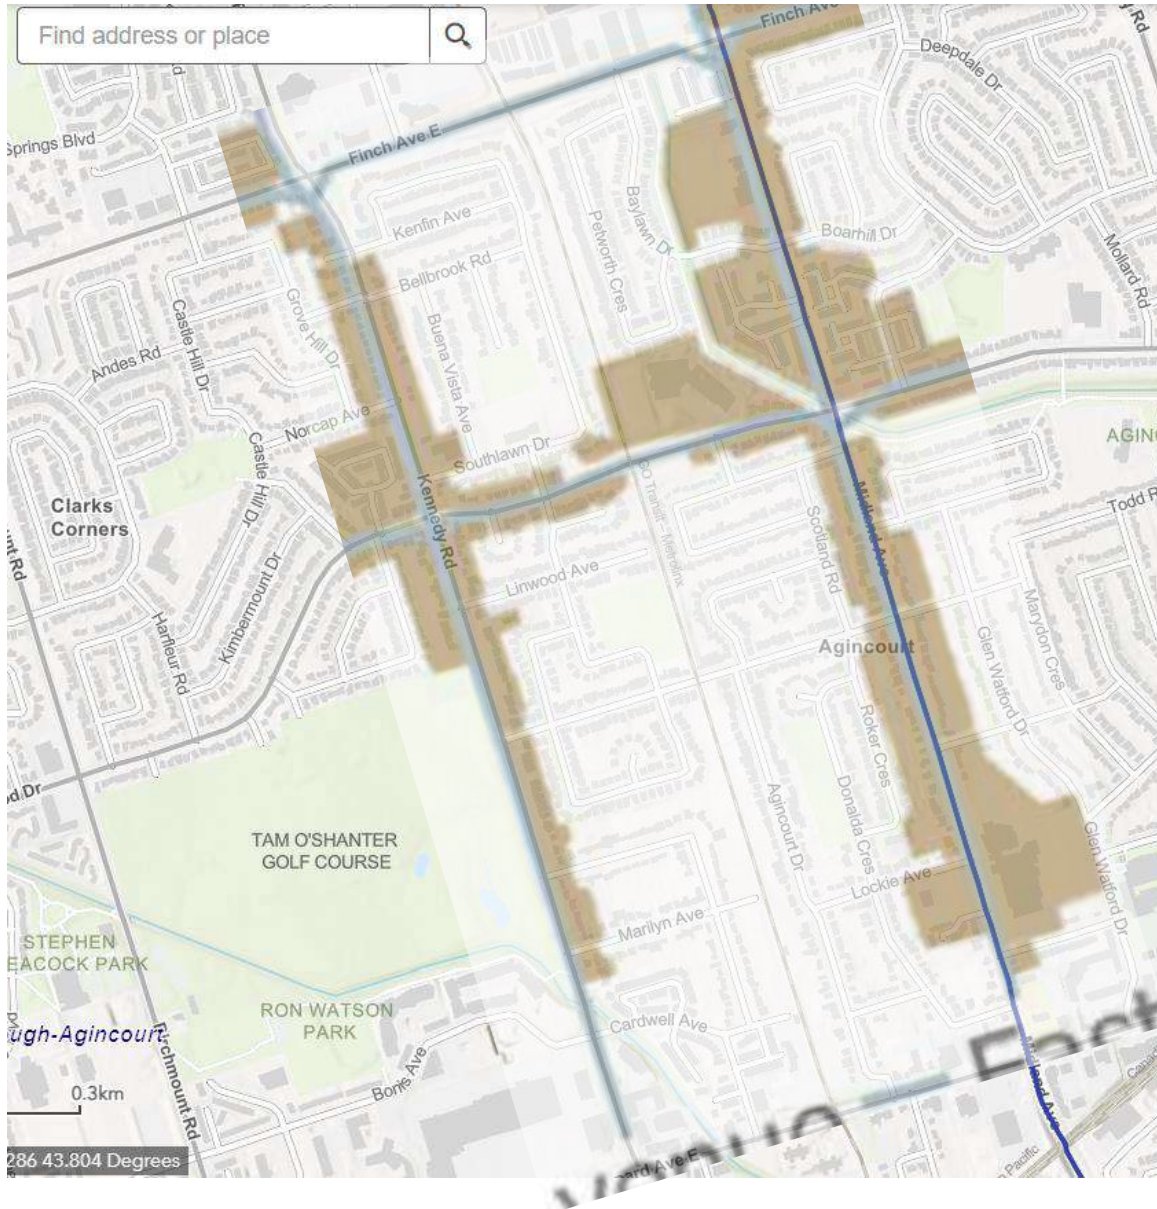 Find address or place
Finch Ave
Deepdale Dr
Springs Blvd
Finch Ave E
Kenfin Ave
Baylawn Dr
Petworth Cres
Boarhill Dr
Mollard Rd
Bellbrook Rd
Grove Hill Dr
Castle Hill Dr
Buena Vista Ave
Andes Rd
Norcap Ave
Castle Hill Dr
Southlawn Dr
Kennedy Rd
GO Transit - Metrolinx
Clarks
Corners
Todd R
Midland Ave
Scotland Rd
Linwood Ave
Kimbermount Dr
Harfleur Rd
Marydon Cres
Glen Watford Dr
Agincourt
Roker Cres
Donalda Cres
Agincourt Dr
TAM O'SHANTER
GOLF COURSE
Glen Watford Dr
Lockie Ave
Marilyn Ave
STEPHEN
EACOCK PARK
RON WATSON
PARK
Cardwell Ave
ugh-Agincourt
Birchmount Rd
Bonis Ave
Midland Ave
0.3km
286 43.804 Degrees
pard Ave E
Pacific